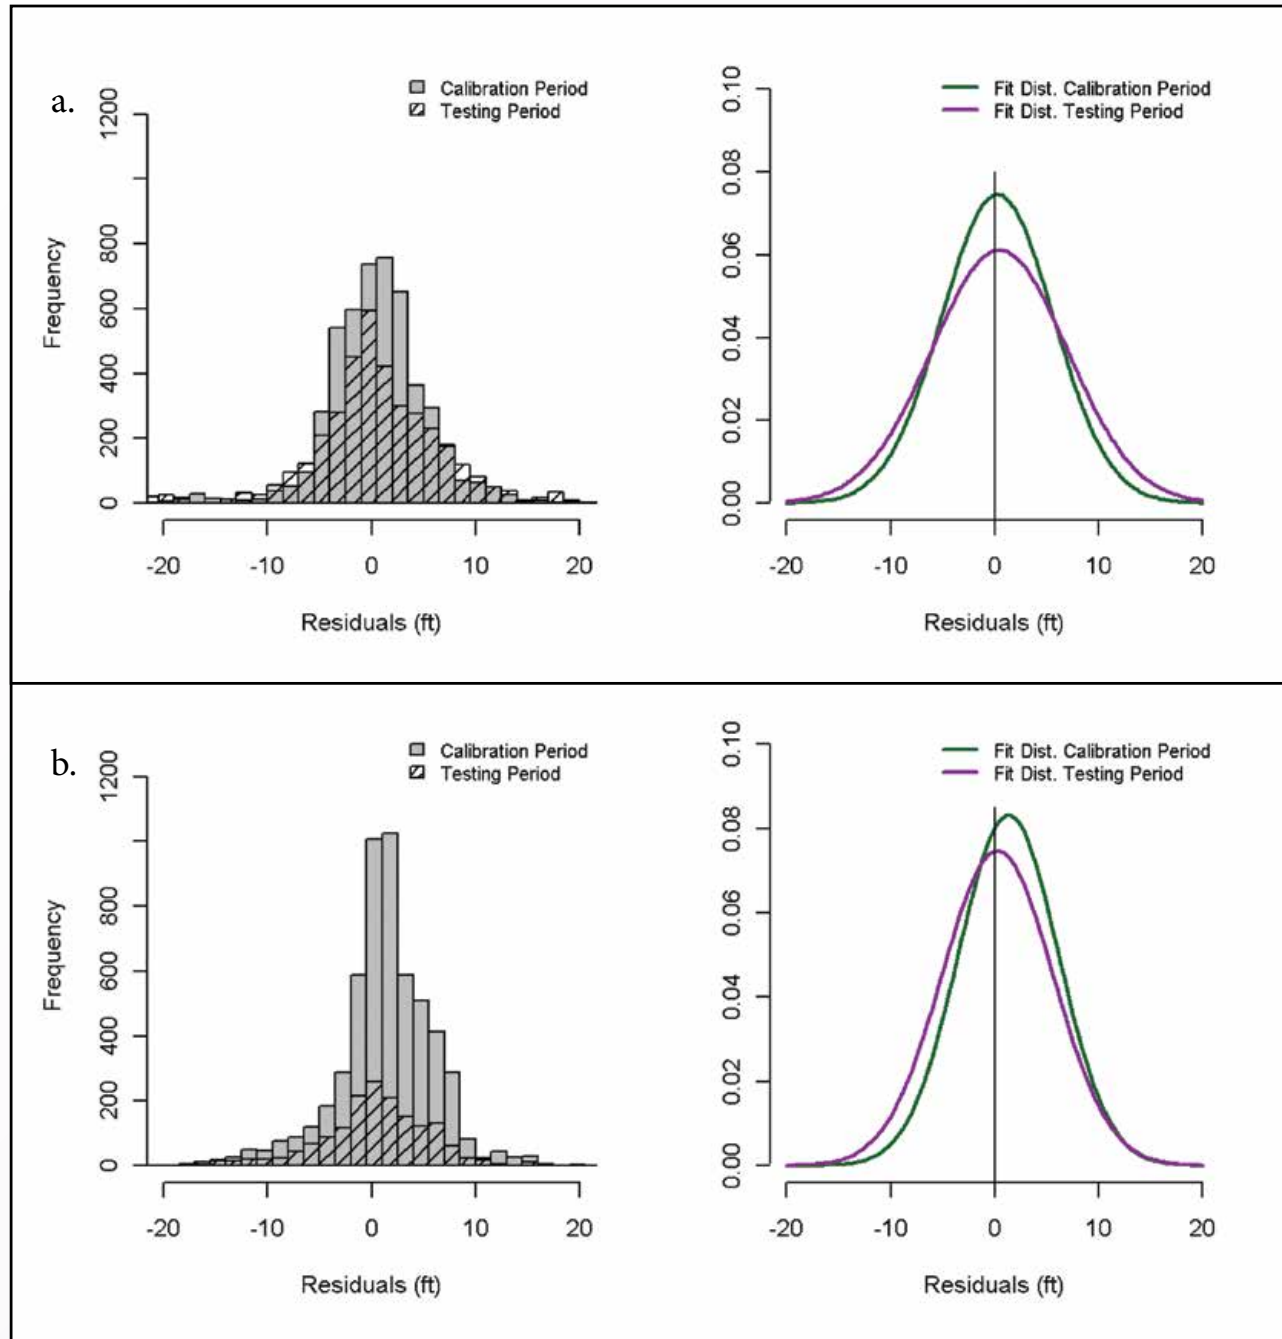 a.
Calibration Period
Testing Period
Frequency
1200
800
600
400
200
0
-20 -10 0 10 20
Residuals (ft)
Fit Dist. Calibration Period
Fit Dist. Testing Period
0.10
0.08
0.06
0.04
0.02
0.00
-20 -10 0 10 20
Residuals (ft)
b.
Calibration Period
Testing Period
Frequency
1200
800
600
400
200
0
-20 -10 0 10 20
Residuals (ft)
Fit Dist. Calibration Period
Fit Dist. Testing Period
0.10
0.08
0.06
0.04
0.02
0.00
-20 -10 0 10 20
Residuals (ft)